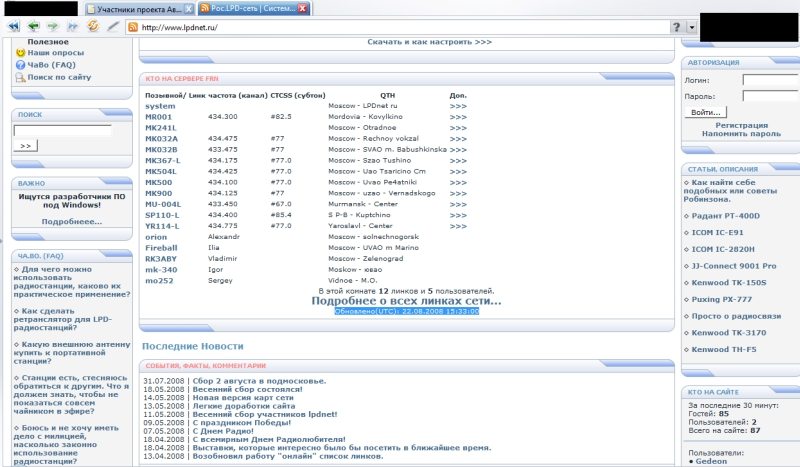 Участники проекта Ав...
Рос.LPD-сеть | Систем...
http://www.lpdnet.ru/
Полезное
Наши опросы
ЧаВо (FAQ)
Поиск по сайту
ПОИСК
>>
ВАЖНО
Ищутся разработчики ПО
под Windows!
Подробнееe...
ЧА.ВО. (FAQ)
Для чего можно
использовать
радиостанции, каково их
практическое применение?
Как сделать
ретранслятор для LPD-
радиостанций?
Какую внешнюю антенну
купить к портативной
станции?
Станции есть, стесняюсь
обратиться к другим. Что я
должен знать, чтобы не
показаться совсем
чайником в эфире?
Боюсь и не хочу иметь
дело с милицией,
насколько законно
использование
радиостанции?
Скачать и как настроить >>>
КТО НА СЕРВЕРЕ FRN
Позывной/ Link частота (канал) CTCSS (субтон) QTH Доп.
system Moscow - LPDnet ru >>>
MR001 434.300 #82.5 Mordovia - Kovylkino >>>
MK241L Moscow - Otradnoe >>>
MK032A 434.475 #77 Moscow - Rechnoy vokzal >>>
MK032B 433.475 #77 Moscow - SVAO m. Babushkinska >>>
MK367-L 434.175 #77.0 Moscow - Szao Tushino >>>
MK504L 434.425 #77.0 Moscow - Uao Tsaricino Cm >>>
MK500 434.100 #77.0 Moscow - Uvao Pe4atniki >>>
MK900 434.125 #77 Moscow - uzao - Vernadskogo >>>
MU-004L 433.450 #67.0 Murmansk - Center >>>
SP110-L 434.400 #85.4 S P-B - Kuptchino >>>
YR114-L 434.775 #77.0 Yaroslavl - Center >>>
orion Alexandr Moscow - solnechnogorsk
Fireball Ilia Moscow - UVAO m Marino
RK3ABY Vladimir Moscow - Zelenograd
mk-340 Igor Moskow - ювао
mo252 Sergey Vidnoe - M.O.
В этой комнате 12 линков и 5 пользователей.
Подробнее о всех линках сети...
Обновлено(UTC): 22.08.2008 15:33:00
Последние Новости
СОБЫТИЯ, ФАКТЫ, КОММЕНТАРИИ
31.07.2008 | Сбор 2 августа в подмосковье.
18.05.2008 | Весенний сбор состоялся!
14.05.2008 | Новая версия карт сети
13.05.2008 | Легкие доработки сайта
11.05.2008 | Весенний сбор участников lpdnet!
09.05.2008 | С праздником Победы!
07.05.2008 | С Днем Радио!
18.04.2008 | С всемирным Днем Радиолюбителя!
18.04.2008 | Выставки, которые интересно было бы посетить в ближайшее время.
13.04.2008 | Возобновил работу "онлайн" список линков.
АВТОРИЗАЦИЯ
Логин:
Пароль:
Войти...
Регистрация
Напомнить пароль
СТАТЬИ, ОПИСАНИЯ
Как найти себе
подобных или советы
Робинзона.
Радант РТ-400D
ICOM IC-E91
ICOM IC-2820H
JJ-Connect 9001 Pro
Kenwood TK-150S
Puxing PX-777
Просто о радиосвязи
Kenwood TK-3170
Kenwood TH-F5
КТО НА САЙТЕ
За последние 30 минут:
Гостей: 85
Пользователей: 2
Всего на сайте: 87
Пользователи:
Gedeon